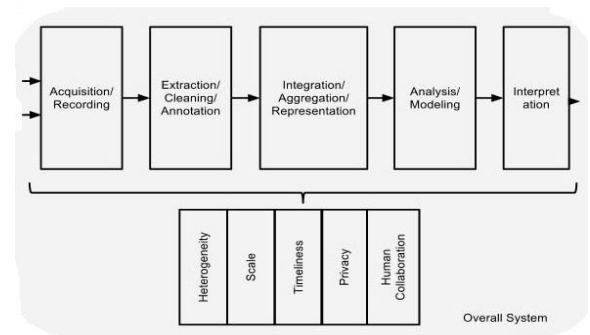 Acquisition/
Recording
Extraction/
Cleaning/
Annotation
Integration/
Aggregation/
Representation
Analysis/
Modeling
Interpret
ation
Heterogeneity
Scale
Timeliness
Privacy
Human
Collaboration
Overall System